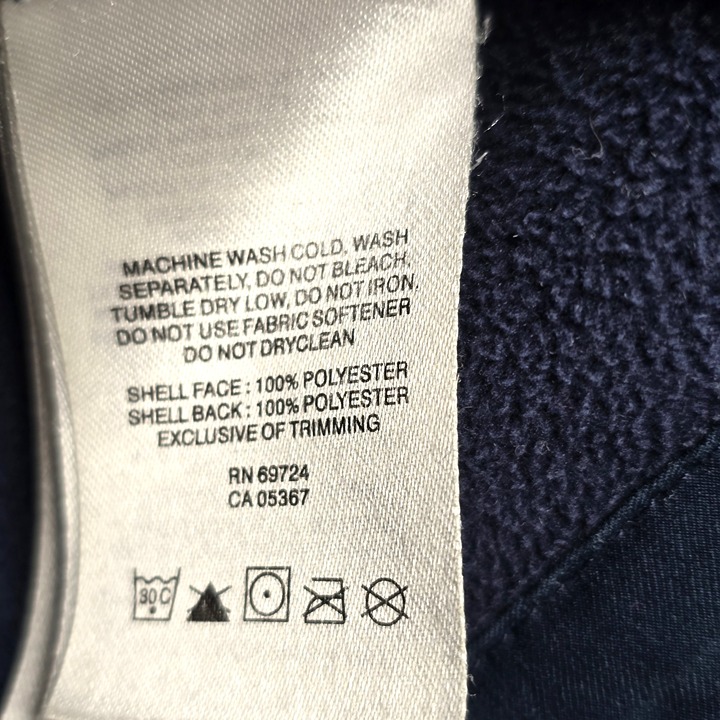 MACHINE WASH COLD, WASH
SEPARATELY, DO NOT BLEACH,
TUMBLE DRY LOW, DO NOT IRON.
DO NOT USE FABRIC SOFTENER
DO NOT DRYCLEAN
SHELL FACE : 100% POLYESTER
SHELL BACK : 100% POLYESTER
EXCLUSIVE OF TRIMMING
RN 69724
CA 05367
30 C